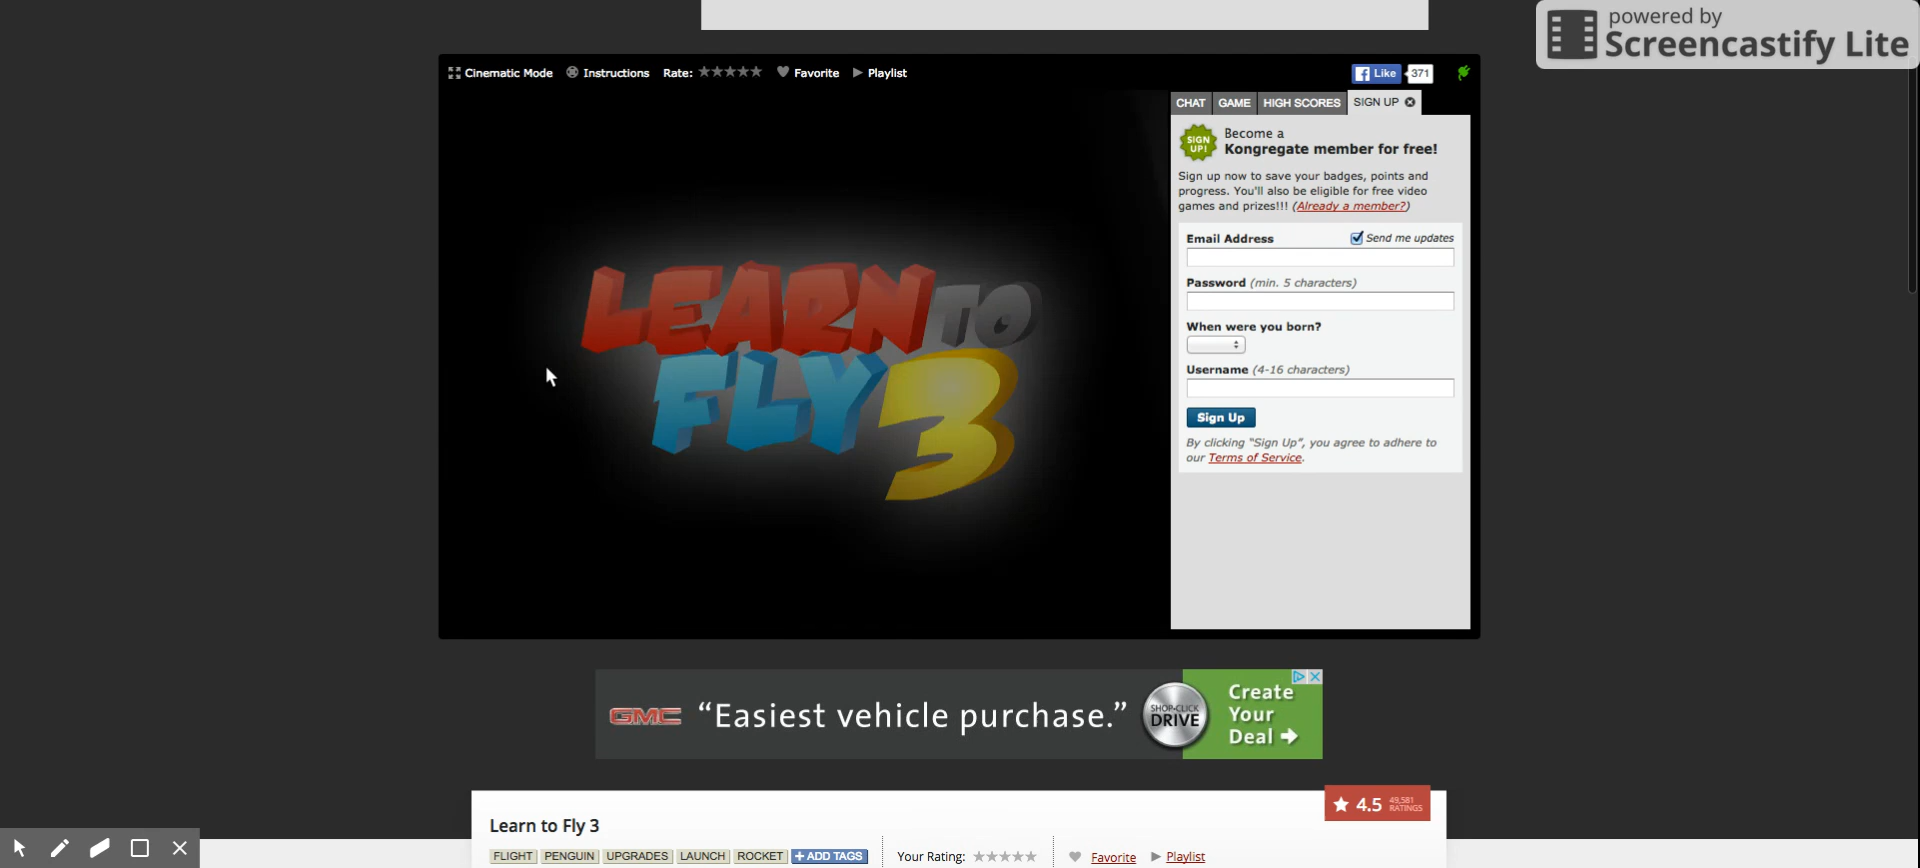 powered by
Screencastify Lite
Cinematic Mode Instructions Rate: Favorite Playlist
Like 371
CHAT GAME HIGH SCORES SIGN UP
SIGN UP!
Become a
Kongregate member for free!
Sign up now to save your badges, points and
progress. You'll also be eligible for free video
games and prizes!!! (Already a member?)
Email Address Send me updates
Password (min. 5 characters)
When were you born?
Username (4-16 characters)
Sign Up
By clicking "Sign Up", you agree to adhere to
our Terms of Service.
LEARN TO
FLY 3
GMC “Easiest vehicle purchase.”
SHOP-CLICK
DRIVE
Create
Your
Deal
4.5 49,581 RATINGS
Learn to Fly 3
FLIGHT PENGUIN UPGRADES LAUNCH ROCKET +ADD TAGS Your Rating: Favorite Playlist